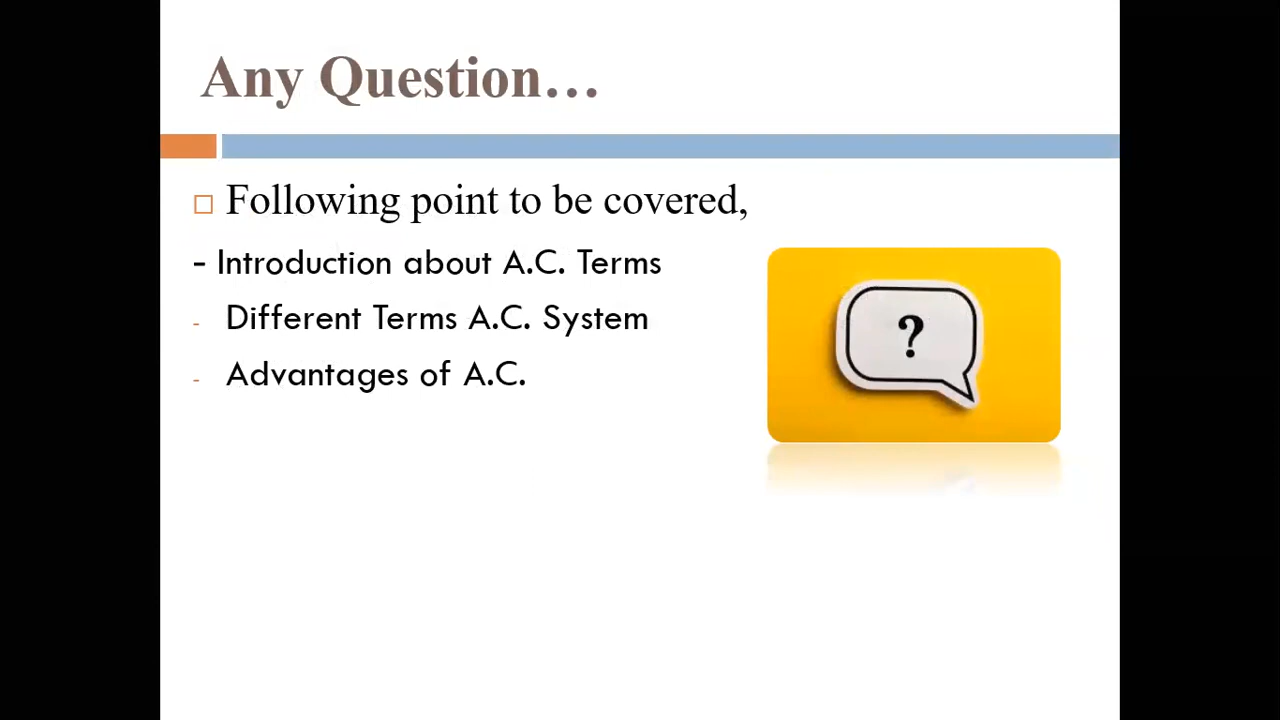 Any Question…
Following point to be covered,
- Introduction about A.C. Terms
- Different Terms A.C. System
- Advantages of A.C.
?